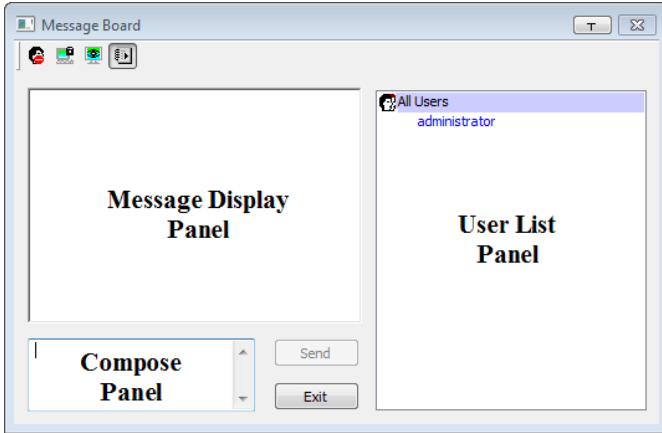 Message Board
T
All Users
administrator
Message Display
Panel
User List
Panel
Compose
Panel
Send
Exit